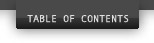 TABLE OF CONTENTS